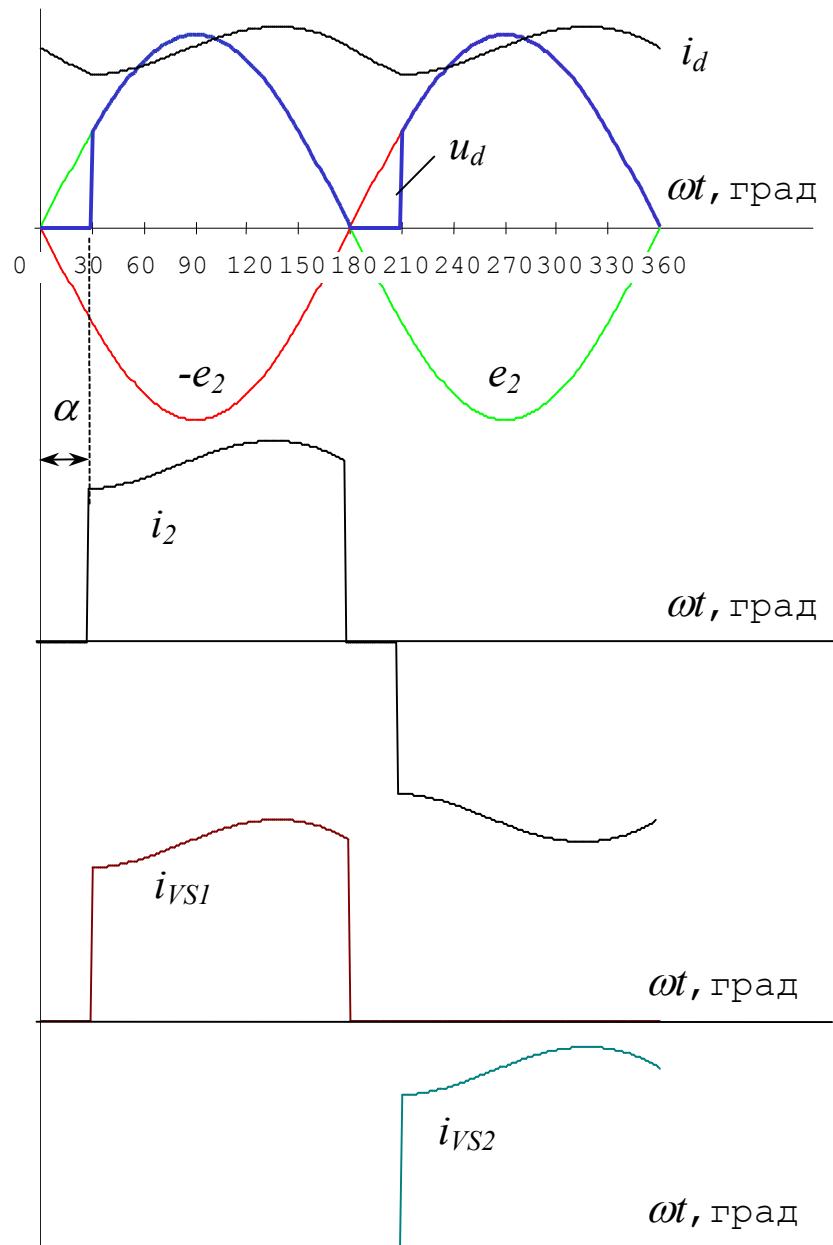 i_d
u_d
ωt, град
0 30 60 90 120 150 180 210 240 270 300 330 360
-e_2 e_2
α
i_2
ωt, град
i_VS1
ωt, град
i_VS2
ωt, град